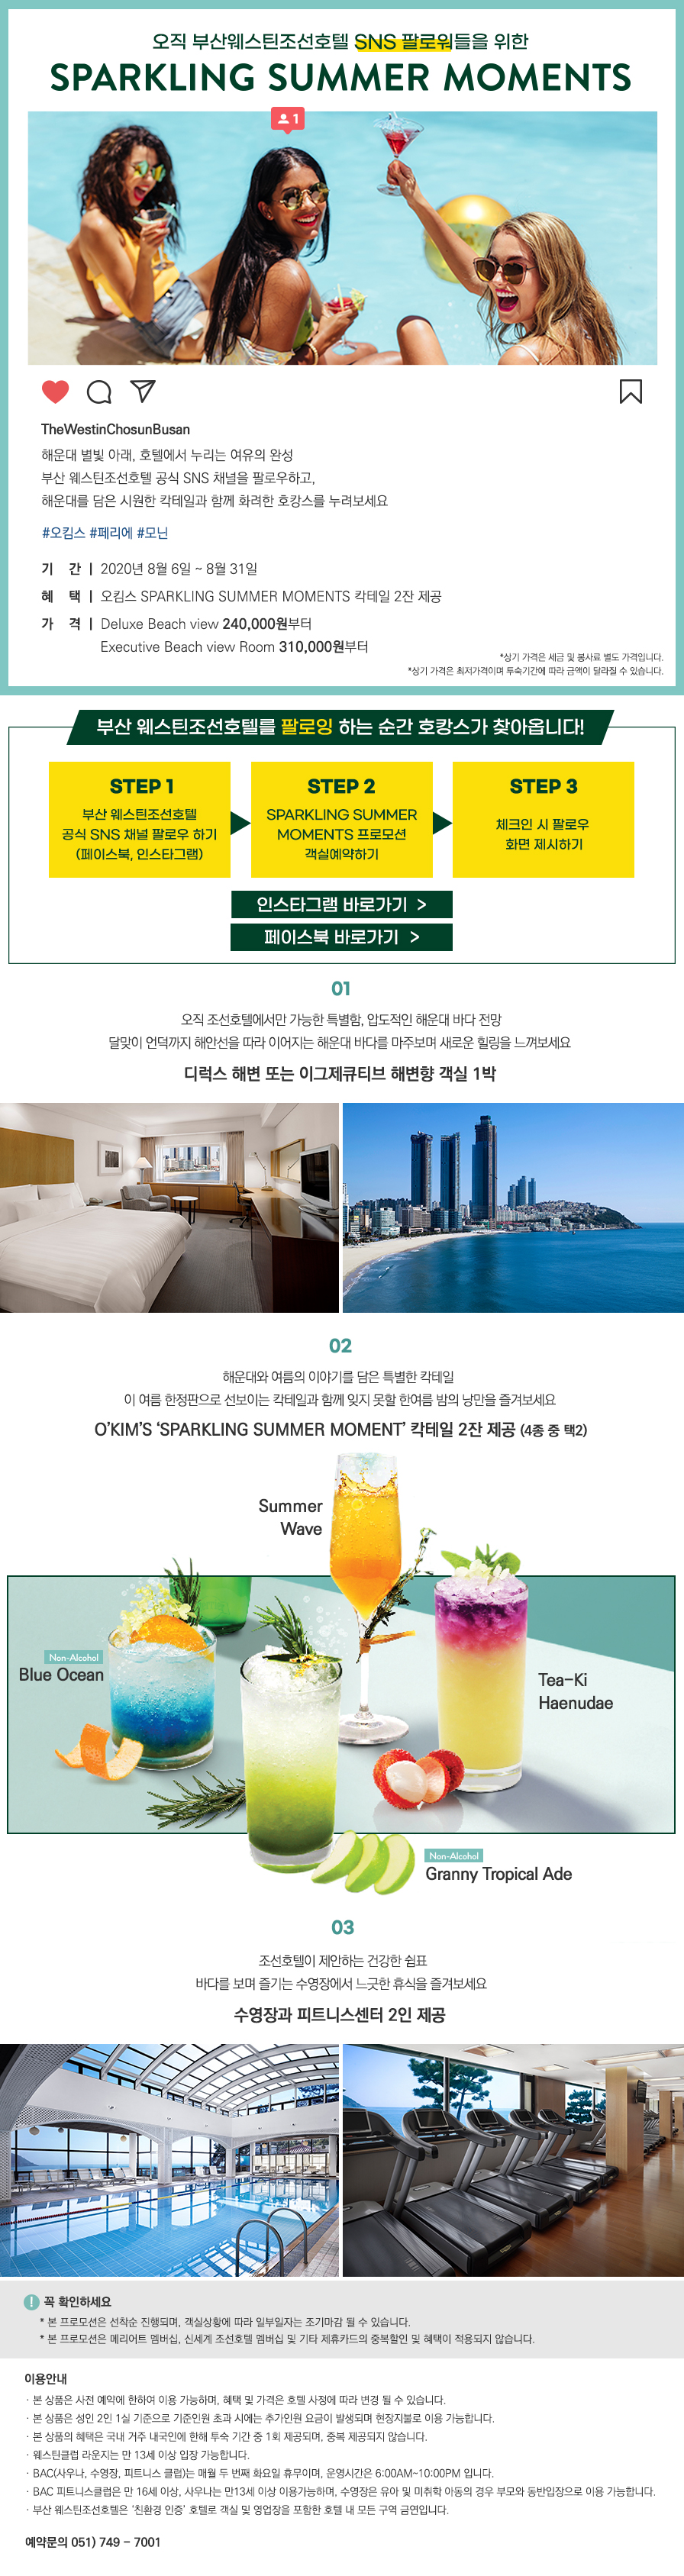 오직 부산웨스틴조선호텔 SNS 팔로워들을 위한
SPARKLING SUMMER MOMENTS
1
TheWestinChosunBusan
해운대 별빛 아래, 호텔에서 누리는 여유의 완성
부산 웨스틴조선호텔 공식 SNS 채널을 팔로우하고,
해운대를 담은 시원한 칵테일과 함께 화려한 호캉스를 누려보세요
#오킴스 #페리에 #모닌
기 간 | 2020년 8월 6일 ~ 8월 31일
혜 택 | 오킴스 SPARKLING SUMMER MOMENTS 칵테일 2잔 제공
가 격 | Deluxe Beach view 240,000원부터
Executive Beach view Room 310,000원부터
*상기 가격은 세금 및 봉사료 별도 가격입니다.
*상기 가격은 최저가격이며 투숙기간에 따라 금액이 달라질 수 있습니다.
부산 웨스틴조선호텔를 팔로잉 하는 순간 호캉스가 찾아옵니다!
STEP 1
부산 웨스틴조선호텔
공식 SNS 채널 팔로우 하기
(페이스북, 인스타그램)
STEP 2
SPARKLING SUMMER
MOMENTS 프로모션
객실예약하기
STEP 3
체크인 시 팔로우
화면 제시하기
인스타그램 바로가기 >
페이스북 바로가기 >
01
오직 조선호텔에서만 가능한 특별함, 압도적인 해운대 바다 전망
달맞이 언덕까지 해안선을 따라 이어지는 해운대 바다를 마주보며 새로운 힐링을 느껴보세요
디럭스 해변 또는 이그제큐티브 해변향 객실 1박
02
해운대와 여름의 이야기를 담은 특별한 칵테일
이 여름 한정판으로 선보이는 칵테일과 함께 잊지 못할 한여름 밤의 낭만을 즐겨보세요
O'KIM'S ‘SPARKLING SUMMER MOMENT’ 칵테일 2잔 제공 (4종 중 택2)
Summer
Wave
Non-Alcohol
Blue Ocean
Tea-Ki
Haenudae
Non-Alcohol
Granny Tropical Ade
03
조선호텔이 제안하는 건강한 쉼표
바다를 보며 즐기는 수영장에서 느긋한 휴식을 즐겨보세요
수영장과 피트니스센터 2인 제공
! 꼭 확인하세요
* 본 프로모션은 선착순 진행되며, 객실상황에 따라 일부일자는 조기마감 될 수 있습니다.
* 본 프로모션은 메리어트 멤버십, 신세계 조선호텔 멤버십 및 기타 제휴카드의 중복할인 및 혜택이 적용되지 않습니다.
이용안내
· 본 상품은 사전 예약에 한하여 이용 가능하며, 혜택 및 가격은 호텔 사정에 따라 변경 될 수 있습니다.
· 본 상품은 성인 2인 1실 기준으로 기준인원 초과 시에는 추가인원 요금이 발생되며 현장지불로 이용 가능합니다.
· 본 상품의 혜택은 국내 거주 내국인에 한해 투숙 기간 중 1회 제공되며, 중복 제공되지 않습니다.
· 웨스틴클럽 라운지는 만 13세 이상 입장 가능합니다.
· BAC(사우나, 수영장, 피트니스 클럽)는 매월 두 번째 화요일 휴무이며, 운영시간은 6:00AM~10:00PM 입니다.
· BAC 피트니스클럽은 만 16세 이상, 사우나는 만13세 이상 이용가능하며, 수영장은 유아 및 미취학 아동의 경우 부모와 동반입장으로 이용 가능합니다.
· 부산 웨스틴조선호텔은 ‘친환경 인증’ 호텔로 객실 및 영업장을 포함한 호텔 내 모든 구역 금연입니다.
예약문의 051) 749 - 7001